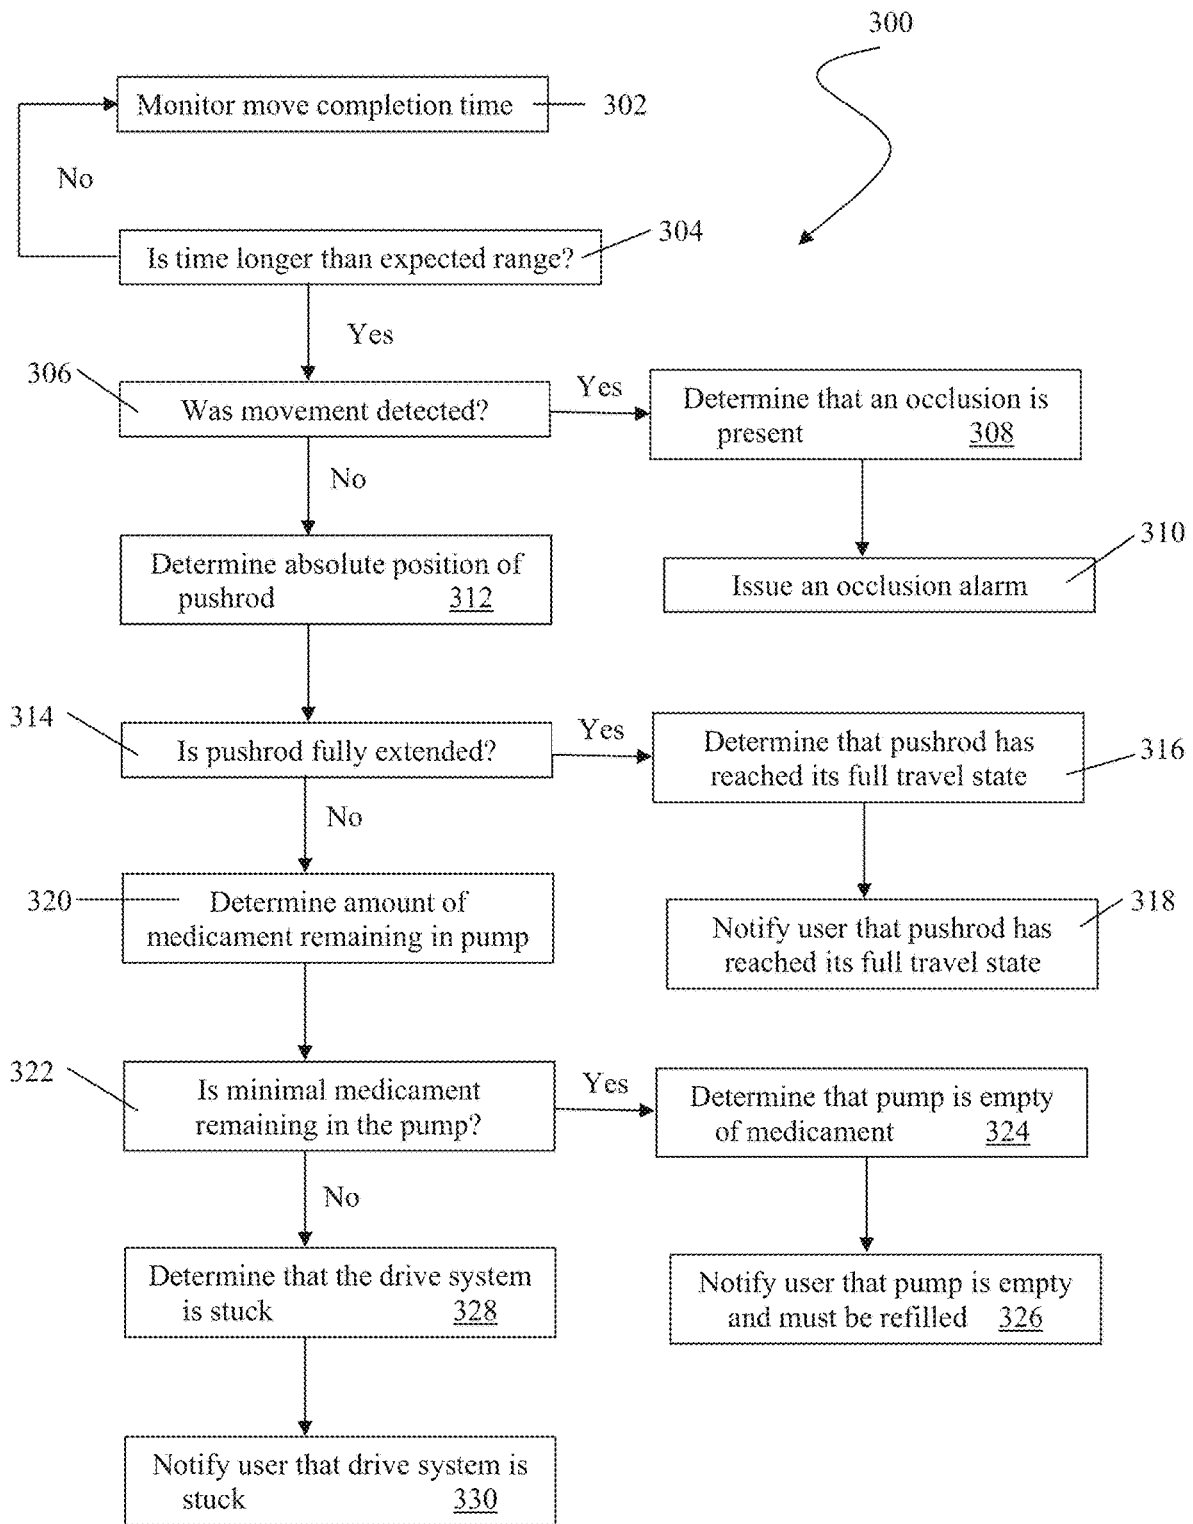 300
Monitor move completion time
302
No
304
Is time longer than expected range?
Yes
306
Was movement detected?
Yes
Determine that an occlusion is
present 308
No
310
Determine absolute position of
pushrod 312
Issue an occlusion alarm
314
Is pushrod fully extended?
Yes
Determine that pushrod has
reached its full travel state
316
No
320
Determine amount of
medicament remaining in pump
318
Notify user that pushrod has
reached its full travel state
322
Is minimal medicament
remaining in the pump?
Yes
Determine that pump is empty
of medicament 324
No
Determine that the drive system
is stuck 328
Notify user that pump is empty
and must be refilled 326
Notify user that drive system is
stuck 330